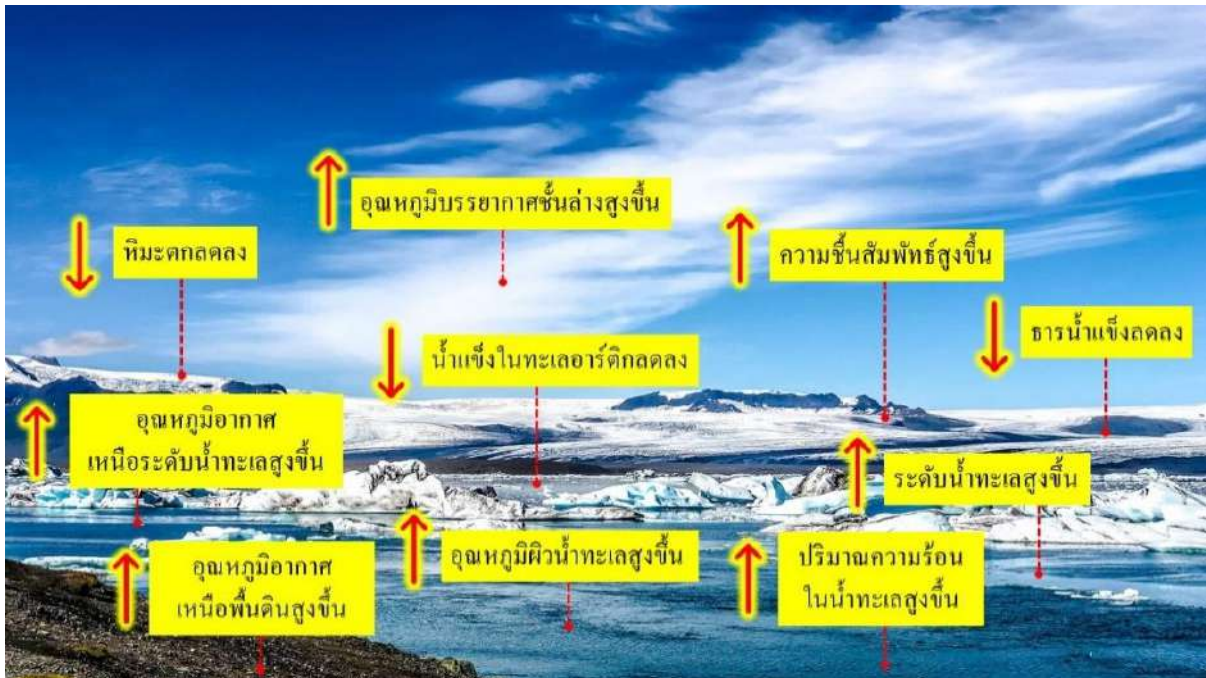 อุณหภูมิบรรยากาศชั้นล่างสูงขึ้น
หิมะตกลดลง
ความชื้นสัมพัทธ์สูงขึ้น
ธารน้ำแข็งลดลง
น้ำแข็งในทะเลอาร์ติกลดลง
อุณหภูมิอากาศ
เหนือระดับน้ำทะเลสูงขึ้น
ระดับน้ำทะเลสูงขึ้น
อุณหภูมิอากาศ
เหนือพื้นดินสูงขึ้น
อุณหภูมิผิวน้ำทะเลสูงขึ้น
ปริมาณความร้อน
ในน้ำทะเลสูงขึ้น